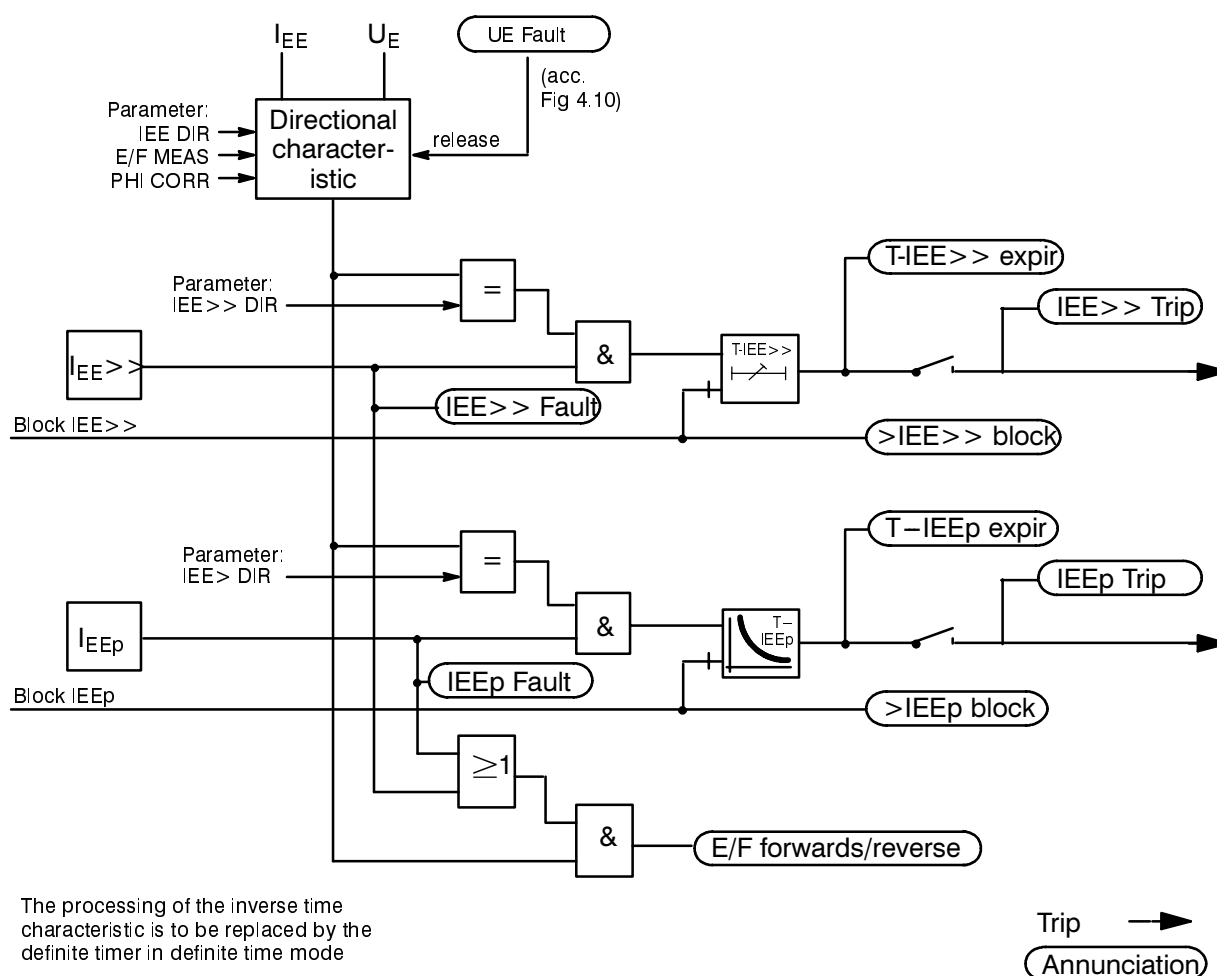 IEE UE UE Fault
(acc.
Fig 4.10)
Parameter:
IEE DIR
E/F MEAS
PHI CORR
Directional
character-
istic
release
Parameter:
IEE>> DIR
=
T-IEE>> expir
IEE>> Trip
IEE>>
&
T-IEE>>
IEE>> Fault
Block IEE>>
>IEE>> block
Parameter:
IEE> DIR
=
T−IEEp expir
IEEp Trip
IEEp
&
T−
IEEp
IEEp Fault
Block IEEp
>IEEp block
≥1
&
E/F forwards/reverse
The processing of the inverse time
characteristic is to be replaced by the
definite timer in definite time mode
Trip
Annunciation